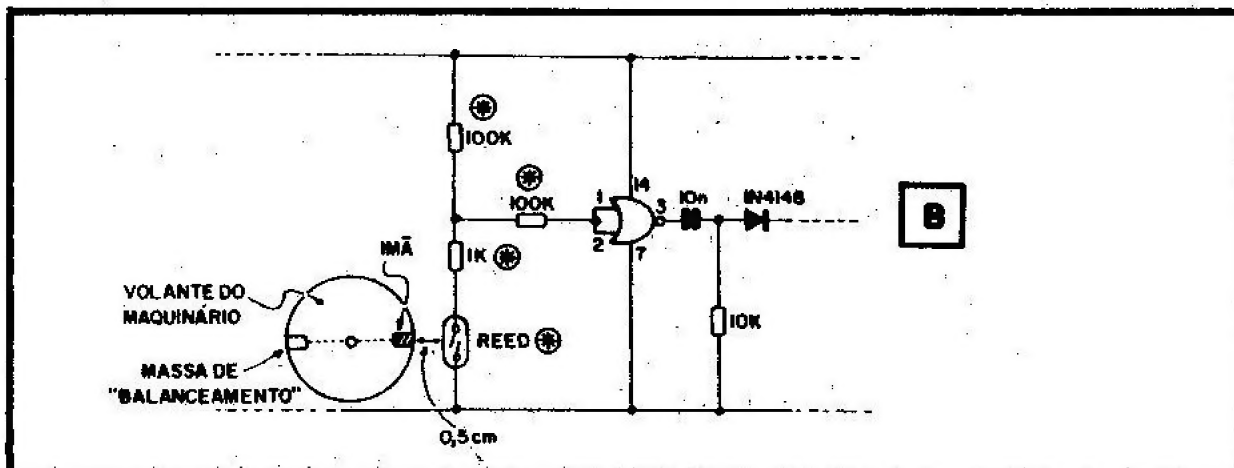 100K
100K
1
14
3
10n
1N4148
2
7
B
1K
IMÃ
VOLANTE DO
MAQUINÁRIO
REED
10K
MASSA DE
"BALANCEAMENTO"
0,5cm